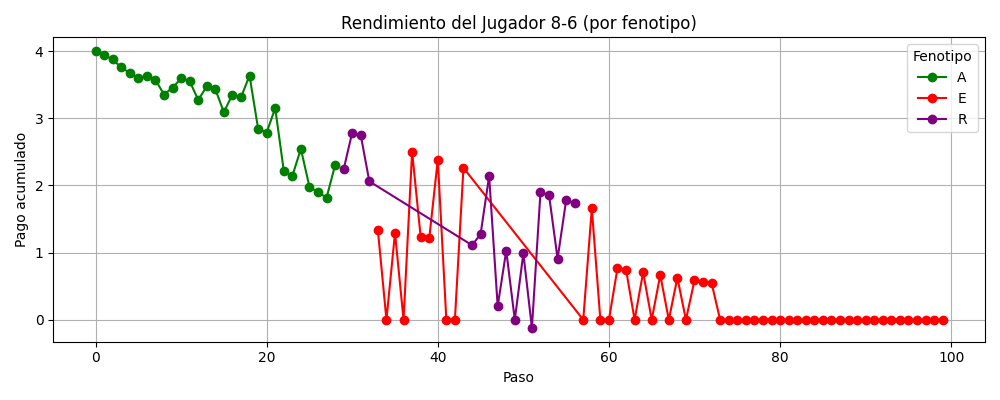 Rendimiento del Jugador 8-6 (por fenotipo)
Pago acumulado
4
3
2
1
0
Fenotipo
A
E
R
0 20 40 60 80 100
Paso